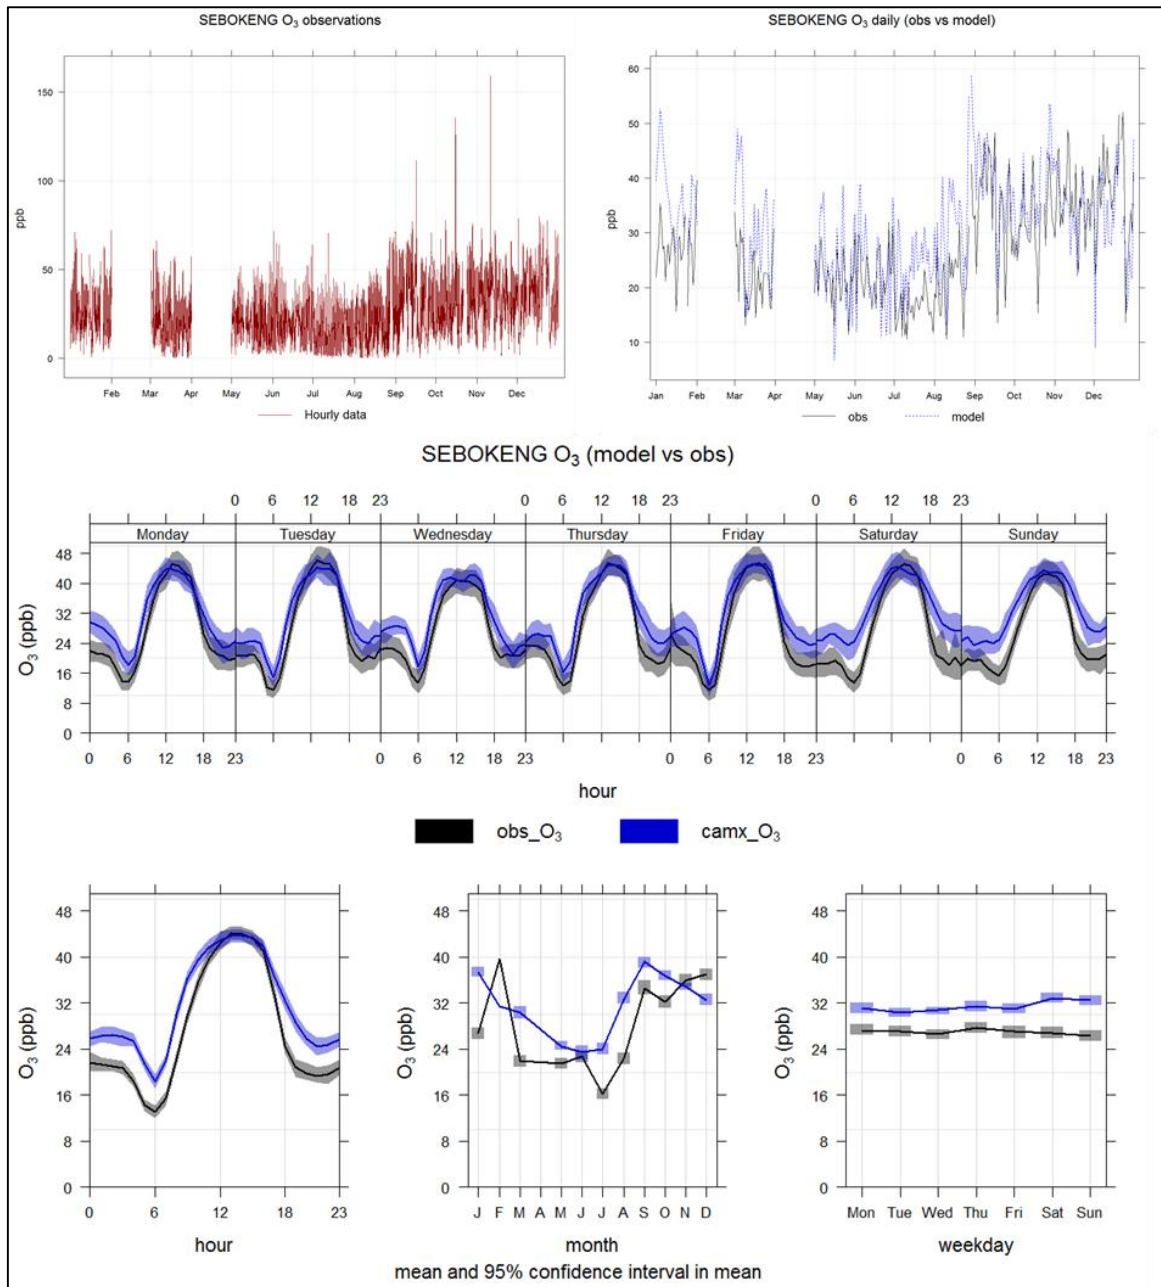 SEBOKENG O₃ observations
ppb
150
100
50
0
Feb Mar Apr May Jun Jul Aug Sep Oct Nov Dec
Hourly data
SEBOKENG O₃ daily (obs vs model)
ppb
60
50
40
30
20
10
Jan Feb Mar Apr May Jun Jul Aug Sep Oct Nov Dec
obs model
SEBOKENG O₃ (model vs obs)
0 6 12 18 23 0 6 12 18 23 0 6 12 18 23
Monday Tuesday Wednesday Thursday Friday Saturday Sunday
O₃ (ppb)
48
40
32
24
16
8
0
0 6 12 18 23 0 6 12 18 23 0 6 12 18 23 0 6 12 18 23
hour
obs_O₃ camx_O₃
O₃ (ppb)
48
40
32
24
16
8
0
0 6 12 18 23
hour
O₃ (ppb)
48
40
32
24
16
8
0
J F M A M J J A S O N D
month
O₃ (ppb)
48
40
32
24
16
8
0
Mon Tue Wed Thu Fri Sat Sun
weekday
mean and 95% confidence interval in mean